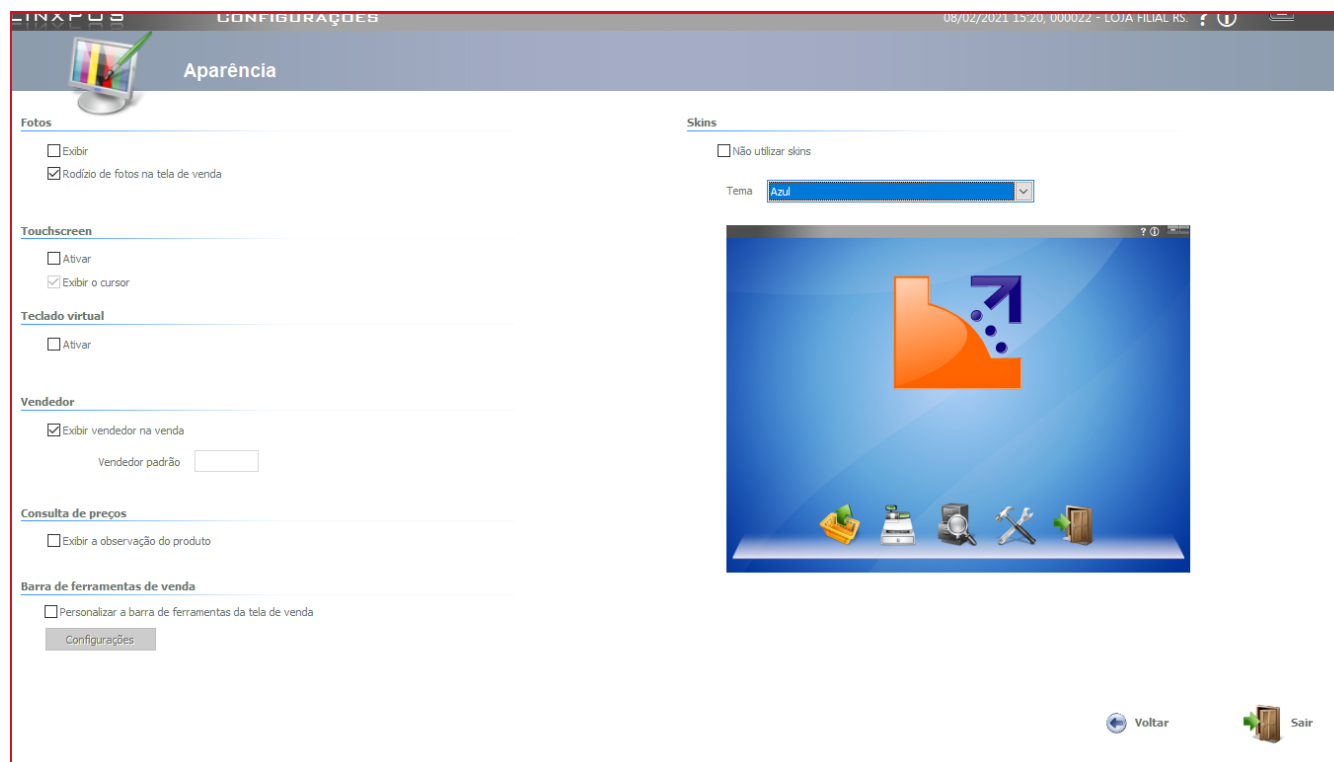 LINXPOS CONFIGURAÇÕES 08/02/2021 15:20, 000022 - LOJA FILIAL RS. ?
Aparência
Fotos
Exibir
Rodízio de fotos na tela de venda
Touchscreen
Ativar
Exibir o cursor
Teclado virtual
Ativar
Vendedor
Exibir vendedor na venda
Vendedor padrão
Consulta de preços
Exibir a observação do produto
Barra de ferramentas de venda
Personalizar a barra de ferramentas da tela de venda
Configurações
Skins
Não utilizar skins
Tema Azul
?
Voltar Sair